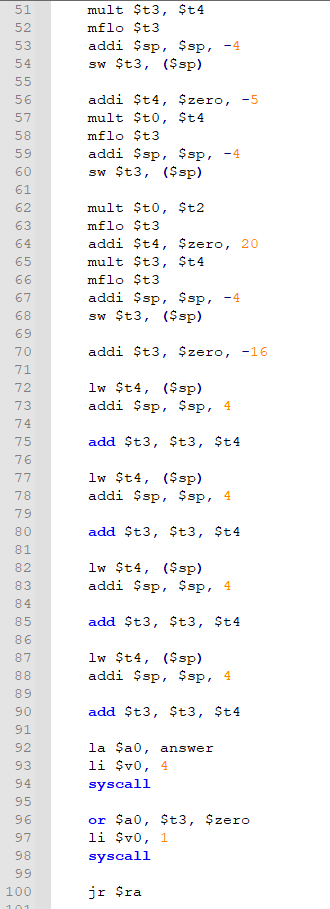 51 mult $t3, $t4
52 mflo $t3
53 addi $sp, $sp, -4
54 sw $t3, ($sp)
55
56 addi $t4, $zero, -5
57 mult $t0, $t4
58 mflo $t3
59 addi $sp, $sp, -4
60 sw $t3, ($sp)
61
62 mult $t0, $t2
63 mflo $t3
64 addi $t4, $zero, 20
65 mult $t3, $t4
66 mflo $t3
67 addi $sp, $sp, -4
68 sw $t3, ($sp)
69
70 addi $t3, $zero, -16
71
72 lw $t4, ($sp)
73 addi $sp, $sp, 4
74
75 add $t3, $t3, $t4
76
77 lw $t4, ($sp)
78 addi $sp, $sp, 4
79
80 add $t3, $t3, $t4
81
82 lw $t4, ($sp)
83 addi $sp, $sp, 4
84
85 add $t3, $t3, $t4
86
87 lw $t4, ($sp)
88 addi $sp, $sp, 4
89
90 add $t3, $t3, $t4
91
92 la $a0, answer
93 li $v0, 4
94 syscall
95
96 or $a0, $t3, $zero
97 li $v0, 1
98 syscall
99
100 jr $ra